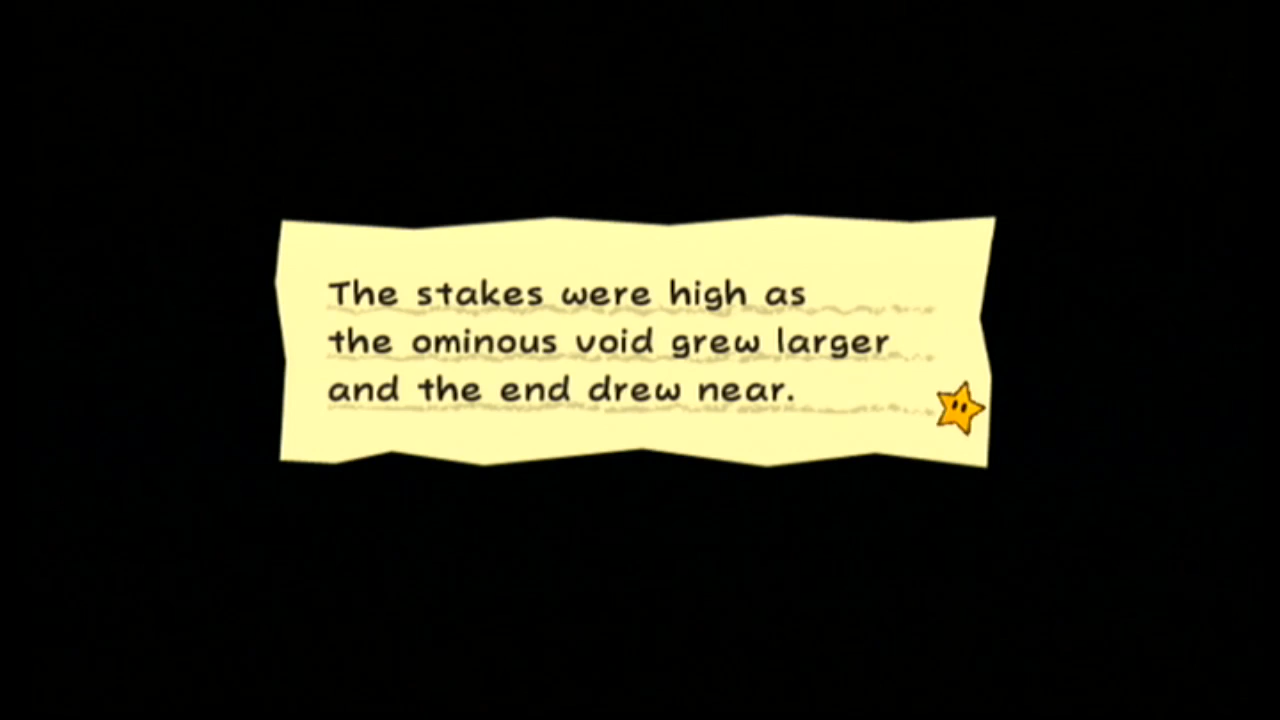 The stakes were high as
the ominous void grew larger
and the end drew near.